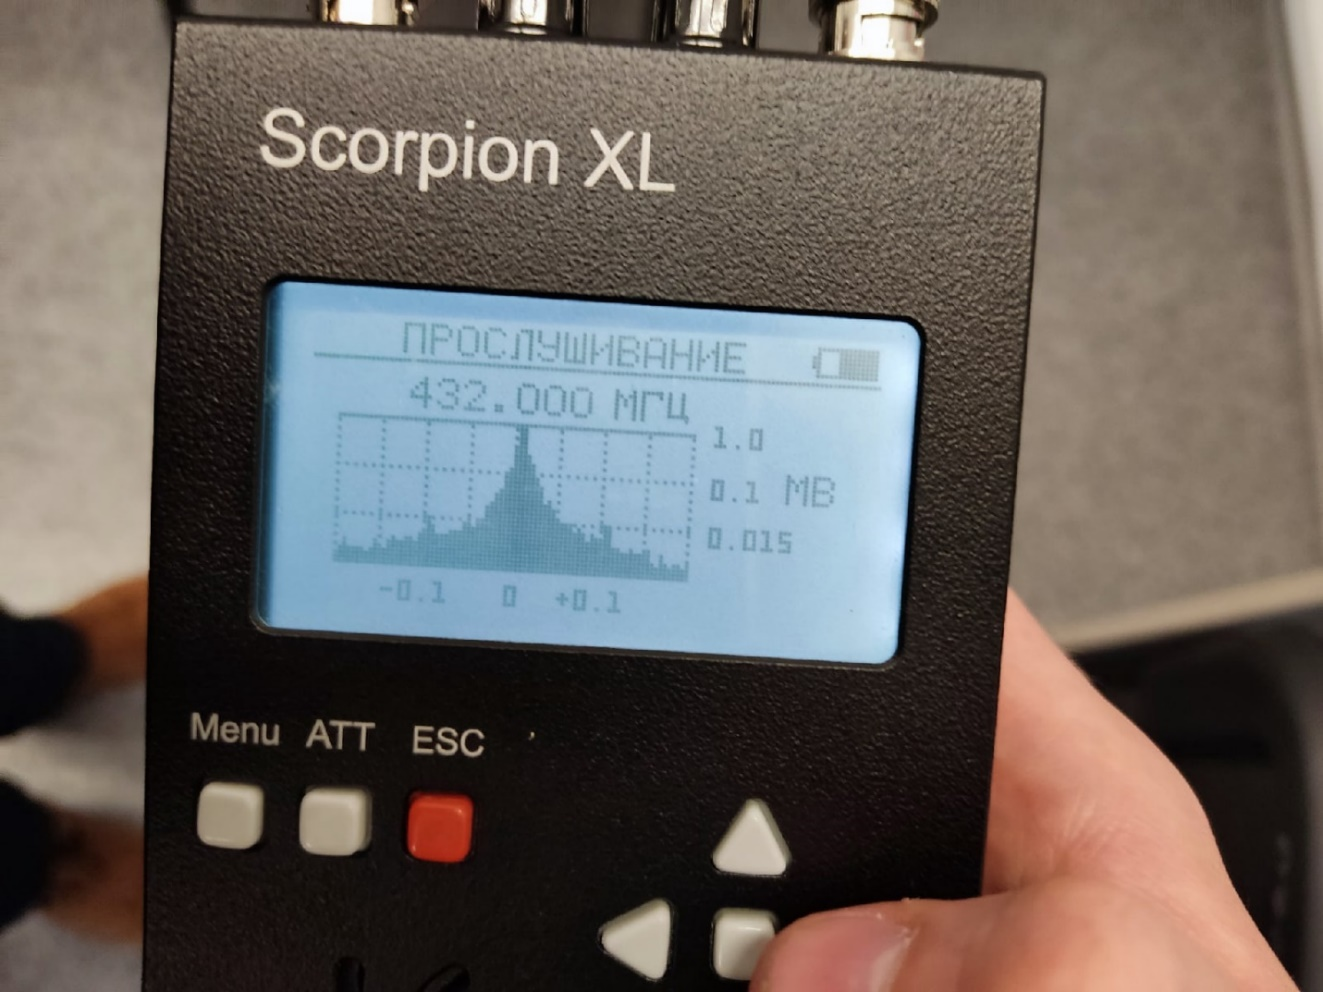 Scorpion XL
ПРОСЛУШИВАНИЕ
432.000 МГЦ
1.0
0.1 МВ
0.015
-0.1 0 +0.1
Menu ATT ESC